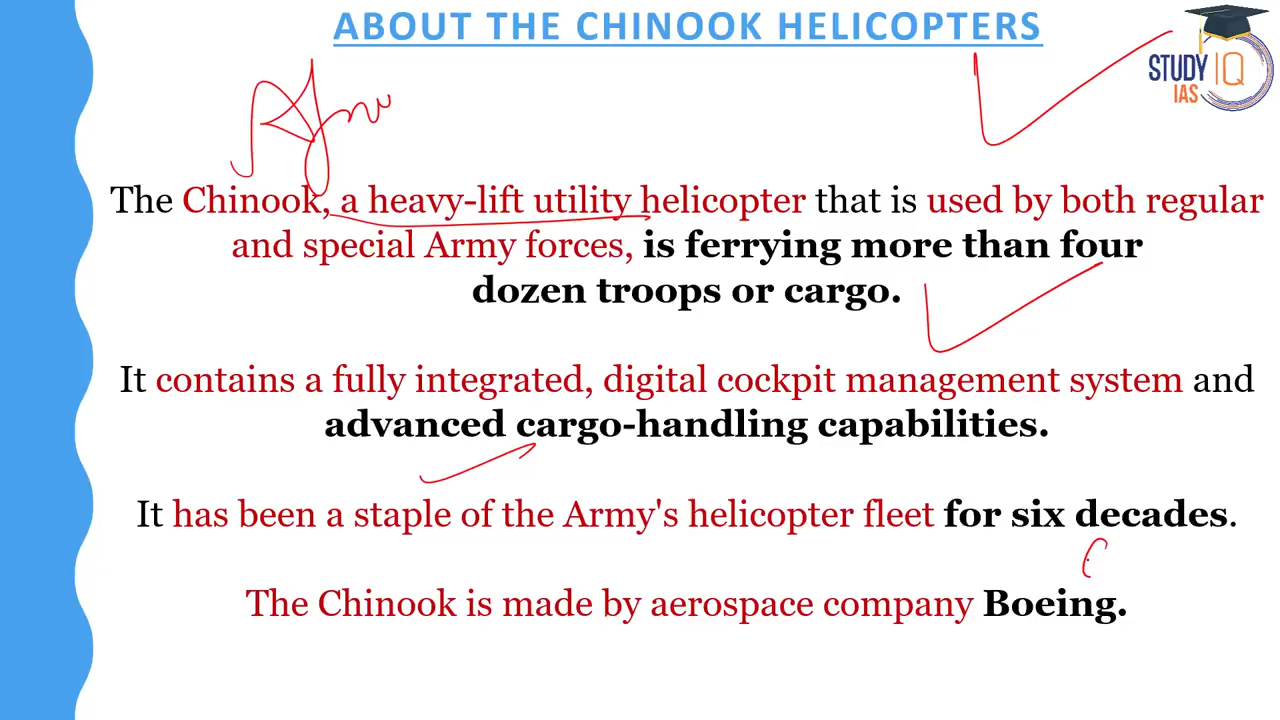 ABOUT THE CHINOOK HELICOPTERS
STUDY IQ
IAS
The Chinook, a heavy-lift utility helicopter that is used by both regular
and special Army forces, is ferrying more than four
dozen troops or cargo.
It contains a fully integrated, digital cockpit management system and
advanced cargo-handling capabilities.
It has been a staple of the Army's helicopter fleet for six decades.
The Chinook is made by aerospace company Boeing.